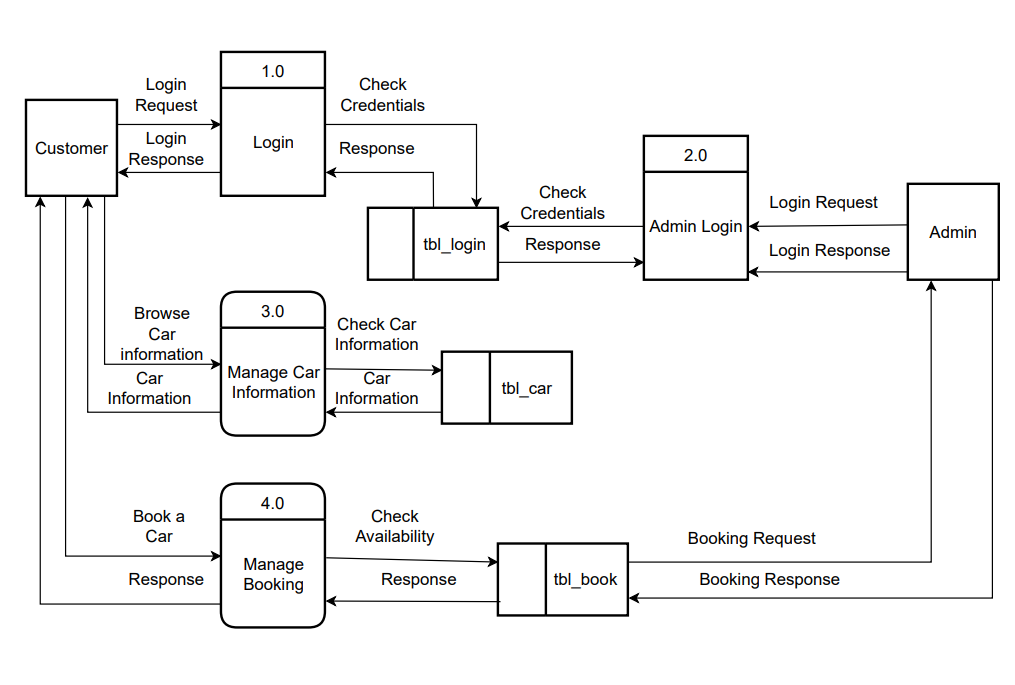 1.0
Login
Request
Check
Credentials
Customer
Login
Login
Response
Response
2.0
Check
Credentials
Admin Login
Login Request
Admin
tbl_login
Response
Login Response
Browse
Car
information
3.0
Check Car
Information
Manage Car
Information
Car
Information
Car
Information
tbl_car
4.0
Book a
Car
Check
Availability
Booking Request
Manage
Booking
Response
Response
tbl_book
Booking Response